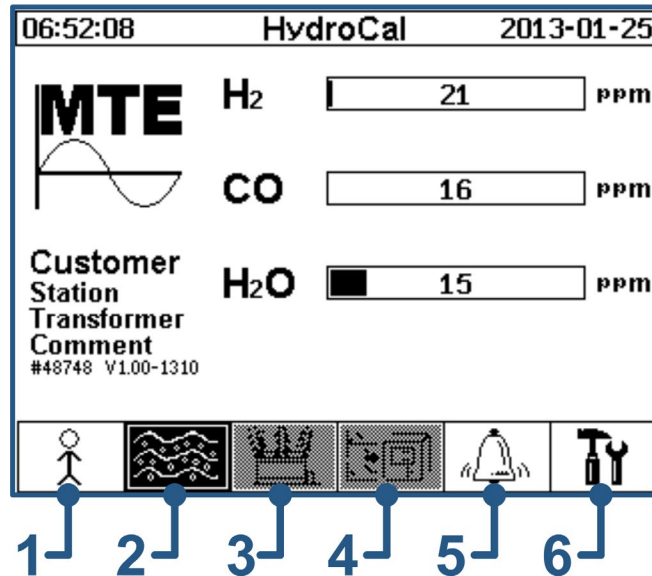 06:52:08 HydroCal 2013-01-25
MTE
H₂ 21 ppm
CO 16 ppm
H₂O 15 ppm
Customer
Station
Transformer
Comment
#48748 V1.00-1310
1 2 3 4 5 6